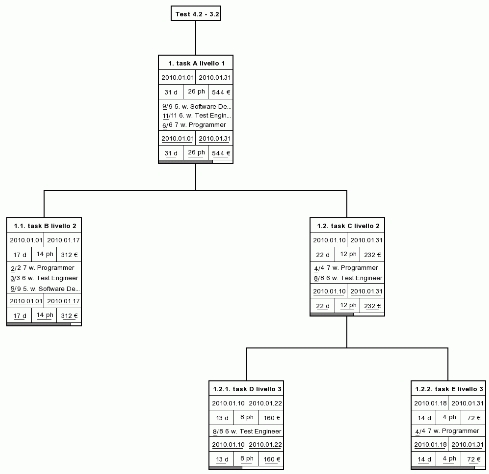 Test 4.2 - 3.2
1. task A livello 1
2010.01.01 2010.01.31
31 d 26 ph 544 €
9/9 5. w. Software De...
11/11 6. w. Test Engin...
6/6 7 w. Programmer
2010.01.01 2010.01.31
31 d 26 ph 544 €
1.1. task B livello 2
2010.01.01 2010.01.17
17 d 14 ph 312 €
2/2 7 w. Programmer
3/3 6 w. Test Engineer
9/9 5. w. Software De...
2010.01.01 2010.01.17
17 d 14 ph 312 €
1.2. task C livello 2
2010.01.10 2010.01.31
22 d 12 ph 232 €
4/4 7 w. Programmer
8/8 6 w. Test Engineer
2010.01.10 2010.01.31
22 d 12 ph 232 €
1.2.1. task D livello 3
2010.01.10 2010.01.22
13 d 8 ph 160 €
8/8 6 w. Test Engineer
2010.01.10 2010.01.22
13 d 8 ph 160 €
1.2.2. task E livello 3
2010.01.18 2010.01.31
14 d 4 ph 72 €
4/4 7 w. Programmer
2010.01.18 2010.01.31
14 d 4 ph 72 €